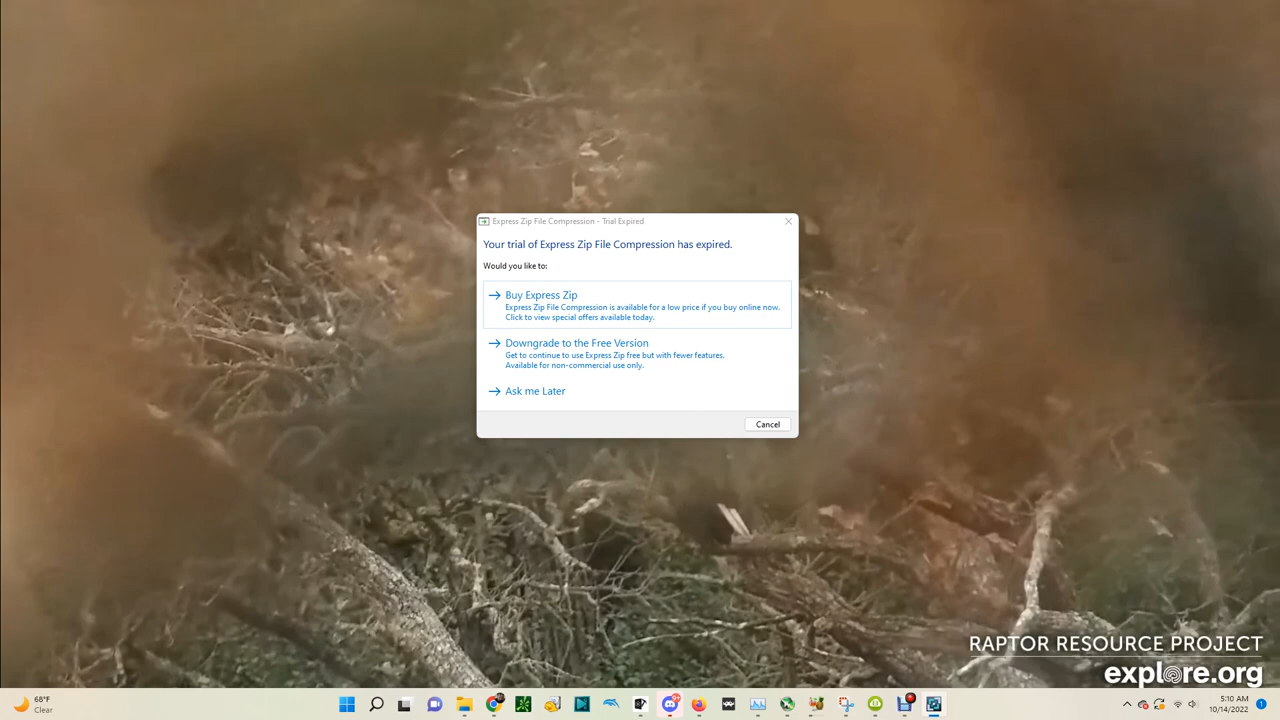 Express Zip File Compression - Trial Expired
Your trial of Express Zip File Compression has expired.
Would you like to:
Buy Express Zip
Express Zip File Compression is available for a low price if you buy online now.
Click to view special offers available today.
Downgrade to the Free Version
Get to continue to use Express Zip free but with fewer features.
Available for non-commercial use only.
Ask me Later
Cancel
RAPTOR RESOURCE PROJECT
explore.org
68°F
Clear
9+
5:10 AM
10/14/2022
1